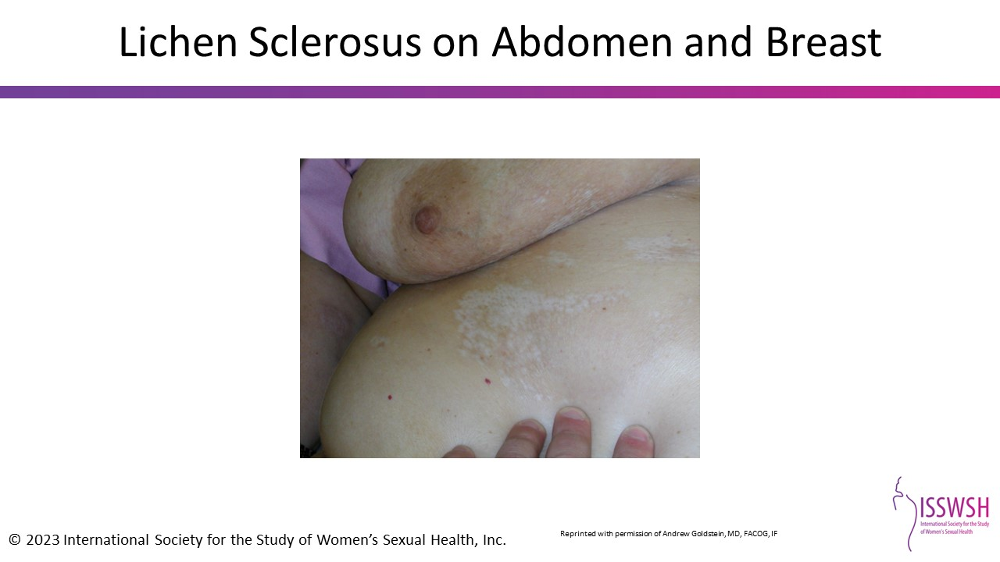 Lichen Sclerosus on Abdomen and Breast
© 2023 International Society for the Study of Women’s Sexual Health, Inc.
Reprinted with permission of Andrew Goldstein, MD, FACOG, IF
ISSWSH
International Society for the Study
of Women's Sexual Health